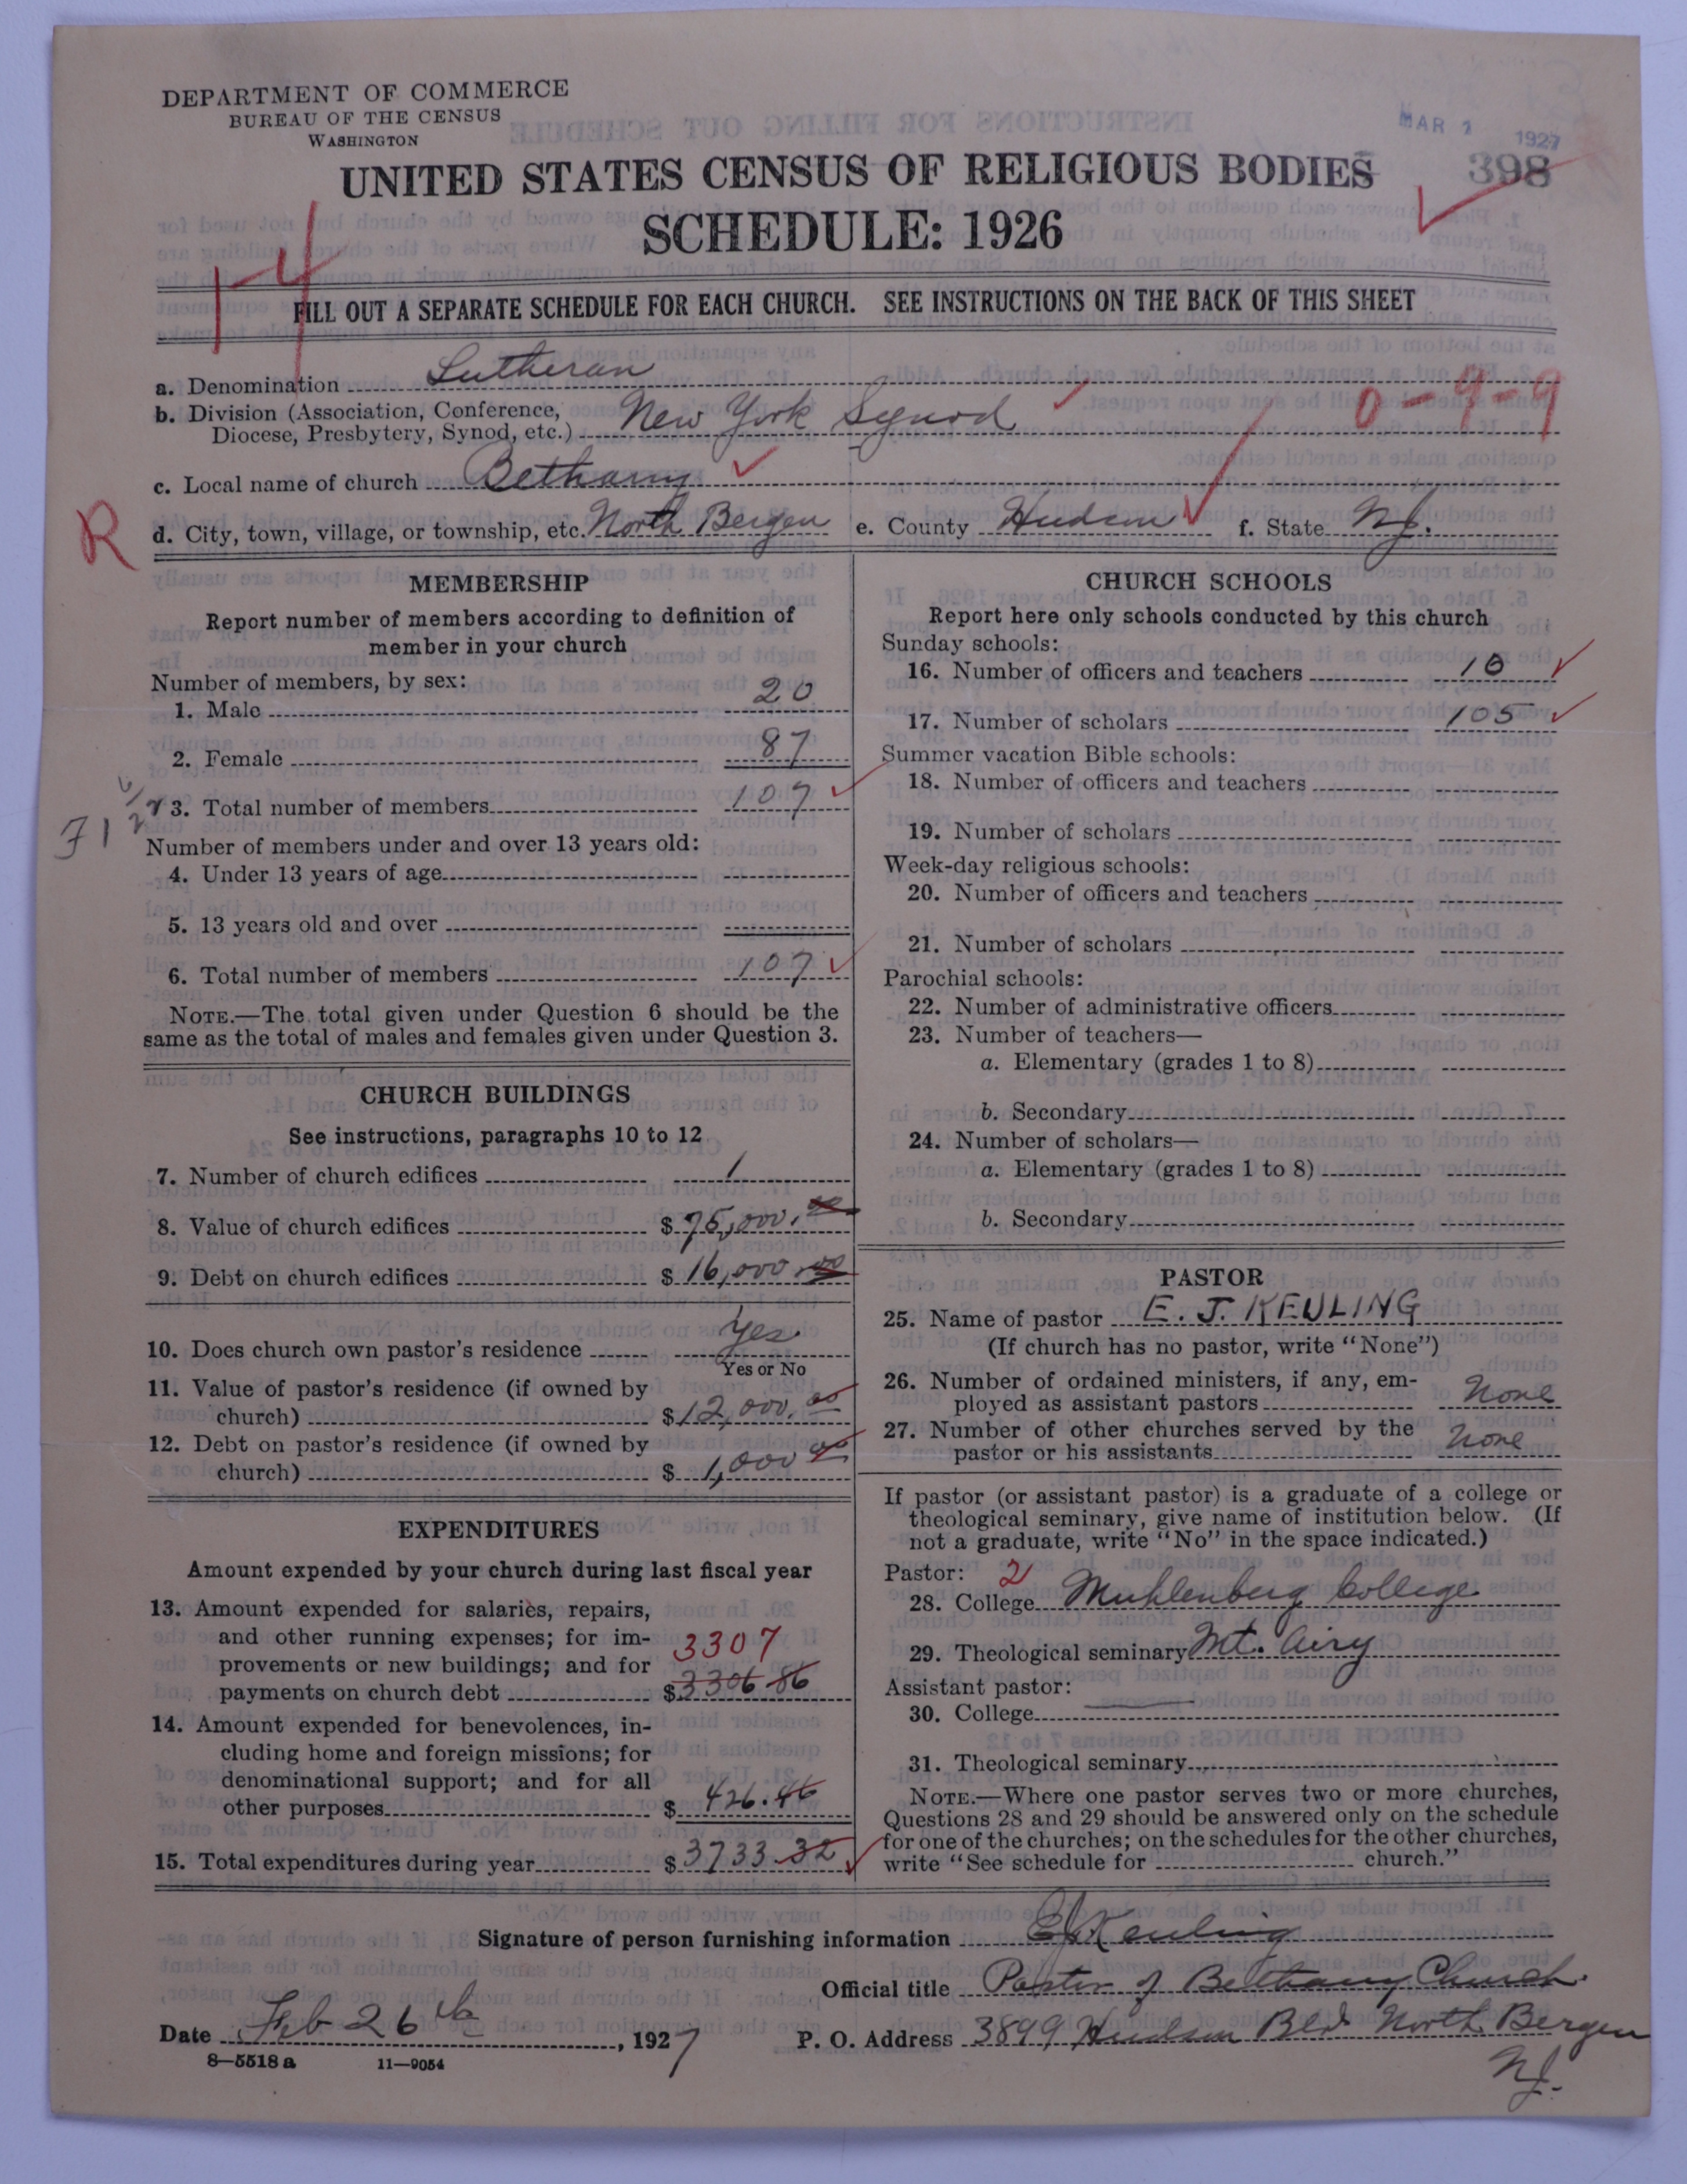 DEPARTMENT OF COMMERCE
BUREAU OF THE CENSUS
WASHINGTON
MAR 1 1927
UNITED STATES CENSUS OF RELIGIOUS BODIES
398
SCHEDULE: 1926
14
FILL OUT A SEPARATE SCHEDULE FOR EACH CHURCH. SEE INSTRUCTIONS ON THE BACK OF THIS SHEET
a. Denomination Lutheran
0-9-9
b. Division (Association, Conference,
Diocese, Presbytery, Synod, etc.) New York Synod
c. Local name of church Bethany
R
d. City, town, village, or township, etc. North Bergen e. County Hudson f. State N.J.
MEMBERSHIP
Report number of members according to definition of
member in your church
Number of members, by sex:
1. Male 20
2. Female 87
3. Total number of members 107
71
Number of members under and over 13 years old:
4. Under 13 years of age
5. 13 years old and over
6. Total number of members 107
NOTE.—The total given under Question 6 should be the
same as the total of males and females given under Question 3.
CHURCH BUILDINGS
See instructions, paragraphs 10 to 12
7. Number of church edifices 1
8. Value of church edifices $ 75,000.00
9. Debt on church edifices $ 16,000.00
10. Does church own pastor's residence Yes
Yes or No
11. Value of pastor's residence (if owned by
church) $ 12,000.00
12. Debt on pastor's residence (if owned by
church) $ 1,000 00
EXPENDITURES
Amount expended by your church during last fiscal year
13. Amount expended for salaries, repairs,
and other running expenses; for im-
provements or new buildings; and for 3307
payments on church debt $ 3306 86
14. Amount expended for benevolences, in-
cluding home and foreign missions; for
denominational support; and for all
other purposes $ 426.46
15. Total expenditures during year $ 3733.32
CHURCH SCHOOLS
Report here only schools conducted by this church
Sunday schools:
16. Number of officers and teachers 10
17. Number of scholars 105
Summer vacation Bible schools:
18. Number of officers and teachers
19. Number of scholars
Week-day religious schools:
20. Number of officers and teachers
21. Number of scholars
Parochial schools:
22. Number of administrative officers
23. Number of teachers—
a. Elementary (grades 1 to 8)
b. Secondary
24. Number of scholars—
a. Elementary (grades 1 to 8)
b. Secondary
PASTOR
25. Name of pastor E. J. KEULING
(If church has no pastor, write "None")
26. Number of ordained ministers, if any, em-
ployed as assistant pastors None
27. Number of other churches served by the
pastor or his assistants None
If pastor (or assistant pastor) is a graduate of a college or
theological seminary, give name of institution below. (If
not a graduate, write "No" in the space indicated.)
Pastor: 2
28. College Muhlenberg College
29. Theological seminary Mt. Airy
Assistant pastor:
30. College
31. Theological seminary
NOTE.—Where one pastor serves two or more churches,
Questions 28 and 29 should be answered only on the schedule
for one of the churches; on the schedules for the other churches,
write "See schedule for church."
Signature of person furnishing information E J Keuling
Official title Pastor of Bethany Church
Date Feb 26th, 1927 P. O. Address 3899 Hudson Blvd North Bergen
N.J.
8—5518 a 11—9054